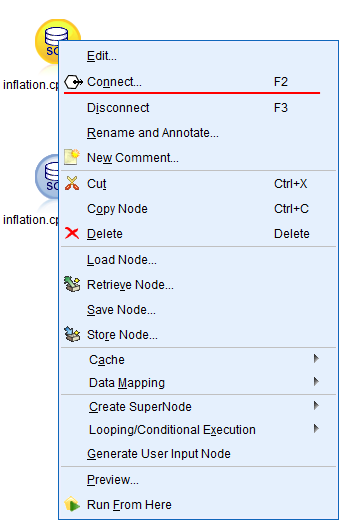 Edit...
Connect... F2
inflation.cp
Disconnect F3
Rename and Annotate...
New Comment...
Cut Ctrl+X
Copy Node Ctrl+C
inflation.cp
Delete Delete
Load Node...
Retrieve Node...
Save Node...
Store Node...
Cache
Data Mapping
Create SuperNode
Looping/Conditional Execution
Generate User Input Node
Preview...
Run From Here